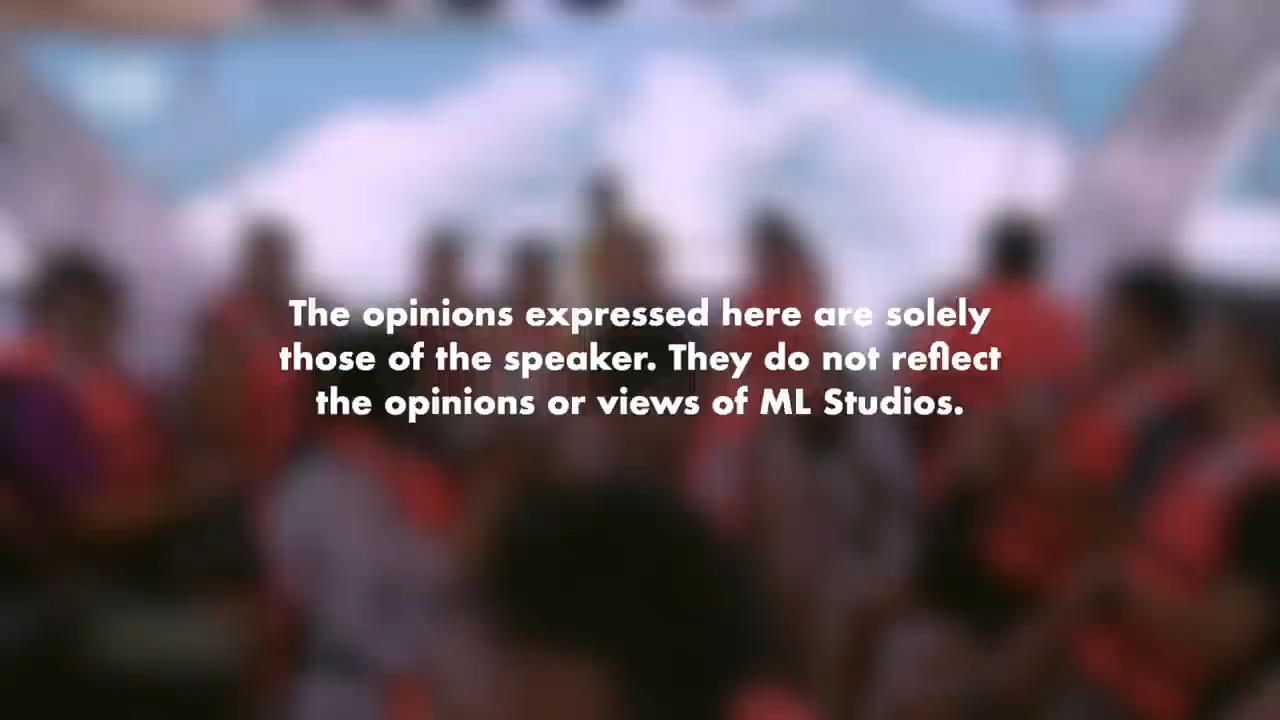 The opinions expressed here are solely
those of the speaker. They do not reflect
the opinions or views of ML Studios.